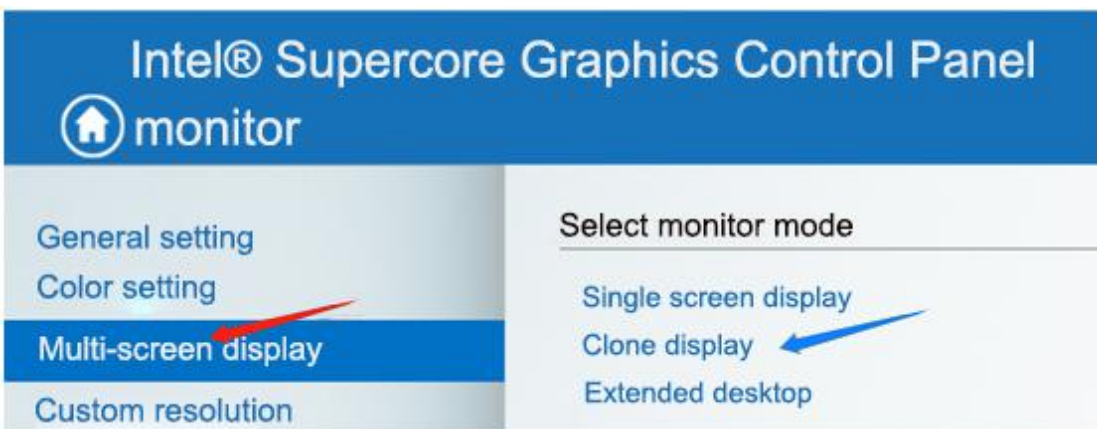 Intel® Supercore Graphics Control Panel
monitor
General setting
Color setting
Multi-screen display
Custom resolution
Select monitor mode
Single screen display
Clone display
Extended desktop